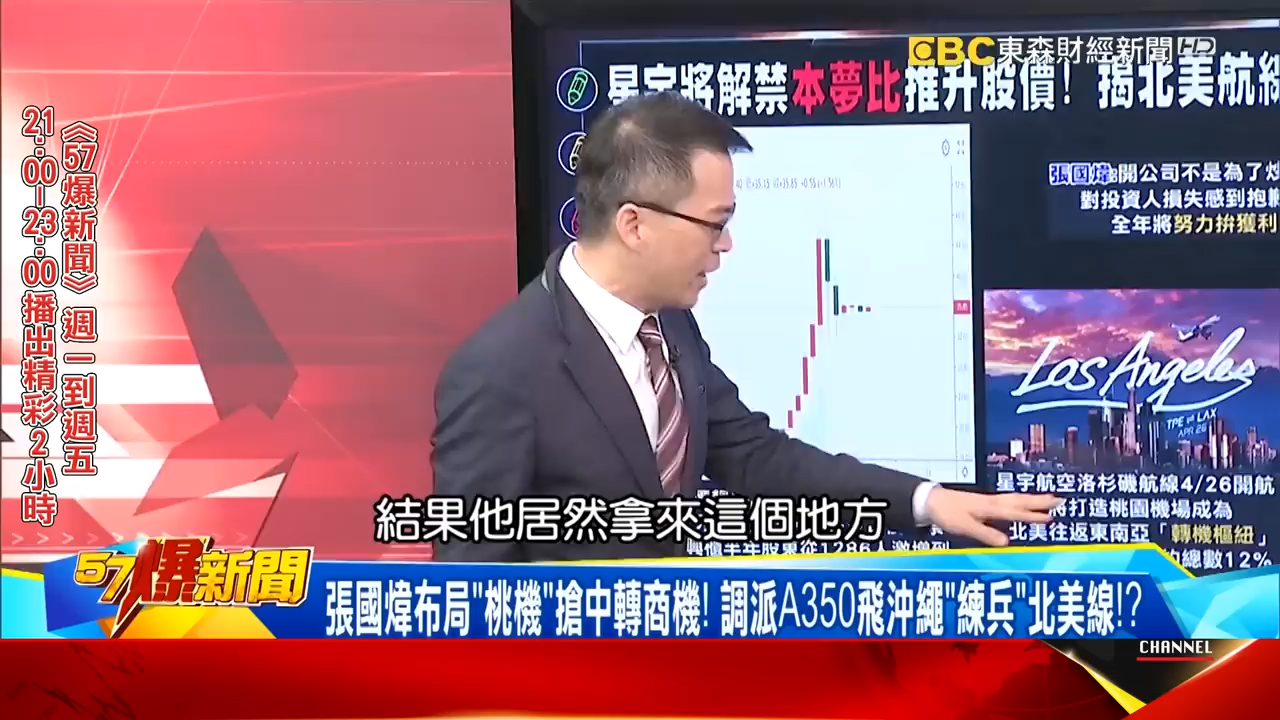 EBC 東森財經新聞 HD
星宇將解禁本夢比推升股價! 揭北美航線
張國煒:開公司不是為了炒
對投資人損失感到抱歉
全年將努力拚獲利
Los Angeles
TPE ⇌ LAX
APR 26
星宇航空洛杉磯航線4/26開航
將打造桃園機場成為
北美往返東南亞「轉機樞紐」
總數12%
《57爆新聞》週一到週五
21:00–23:00播出精彩2小時
結果他居然拿來這個地方
57爆新聞
張國煒布局"桃機"搶中轉商機! 調派A350飛沖繩"練兵"北美線!?
CHANNEL